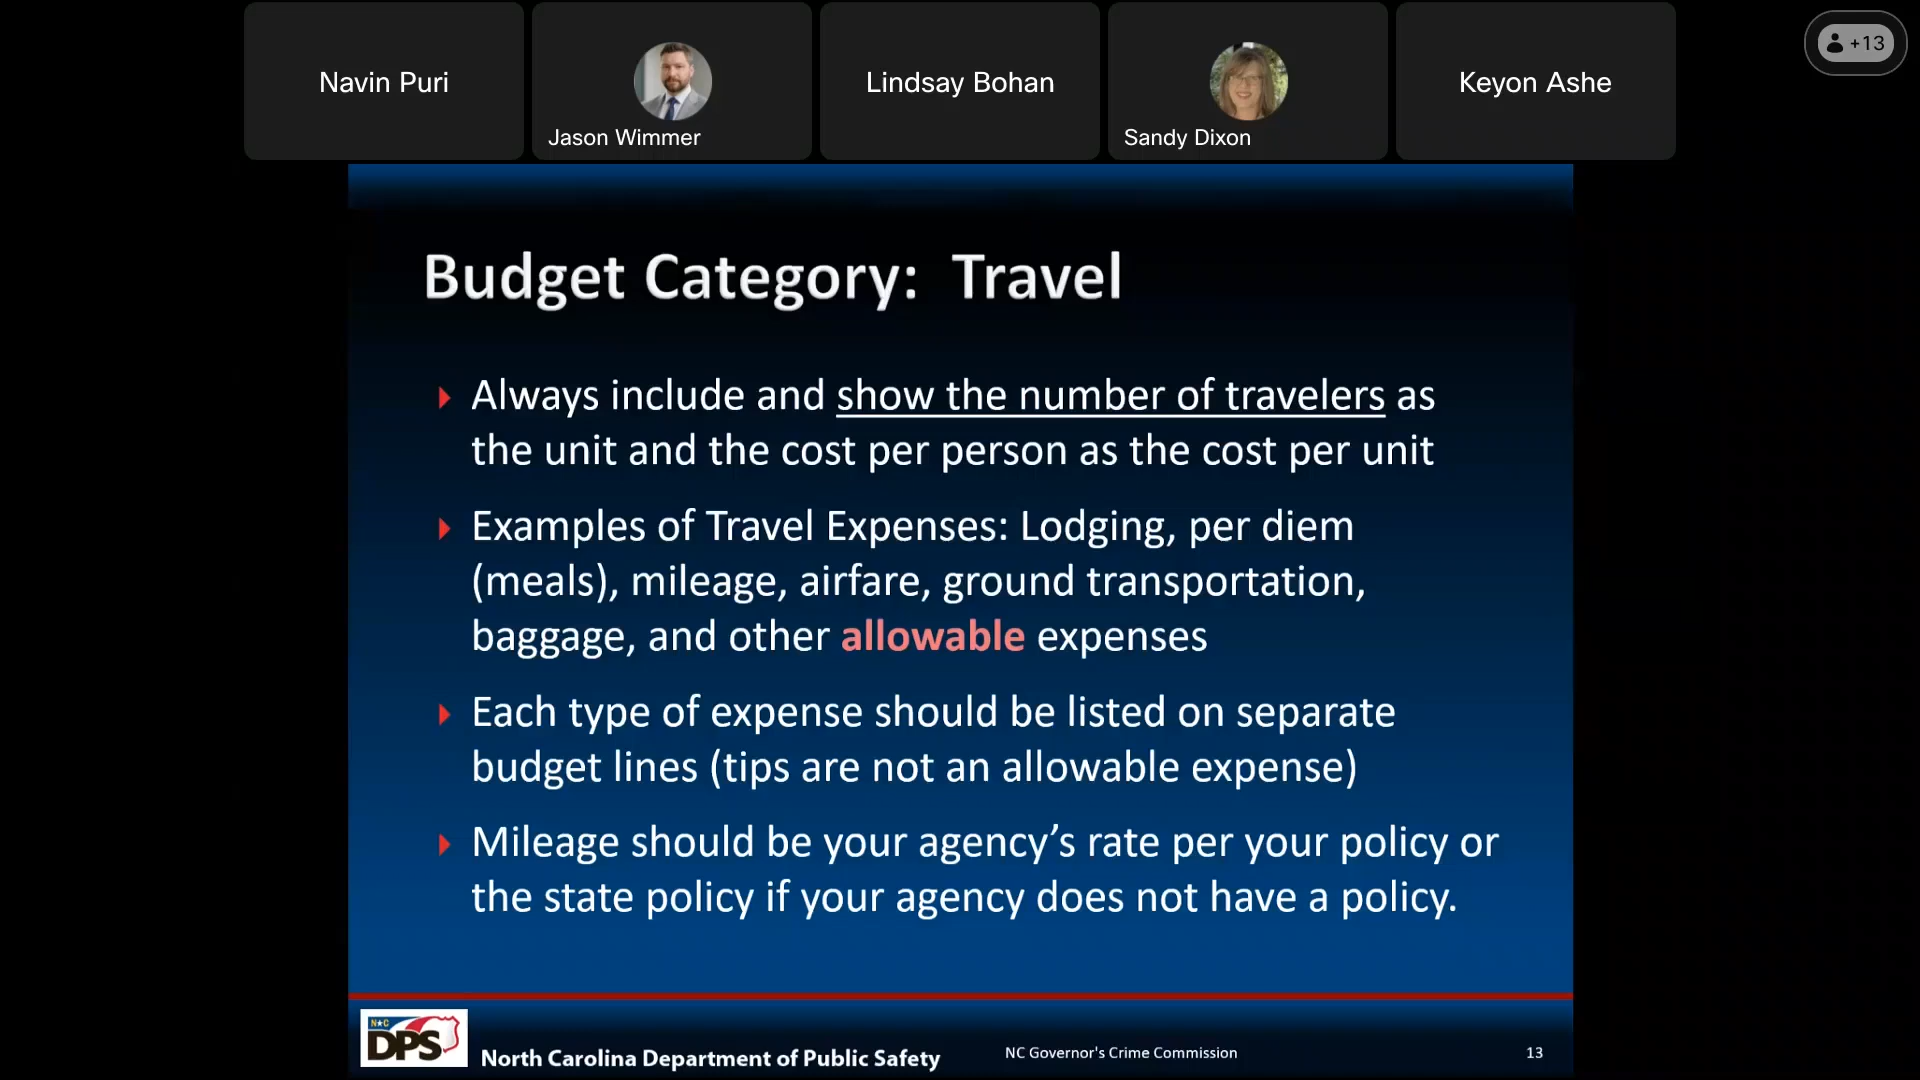 Navin Puri
Jason Wimmer
Lindsay Bohan
Sandy Dixon
Keyon Ashe
+13
Budget Category: Travel
Always include and show the number of travelers as
the unit and the cost per person as the cost per unit
Examples of Travel Expenses: Lodging, per diem
(meals), mileage, airfare, ground transportation,
baggage, and other allowable expenses
Each type of expense should be listed on separate
budget lines (tips are not an allowable expense)
Mileage should be your agency’s rate per your policy or
the state policy if your agency does not have a policy.
N★C
DPS
North Carolina Department of Public Safety
NC Governor's Crime Commission
13